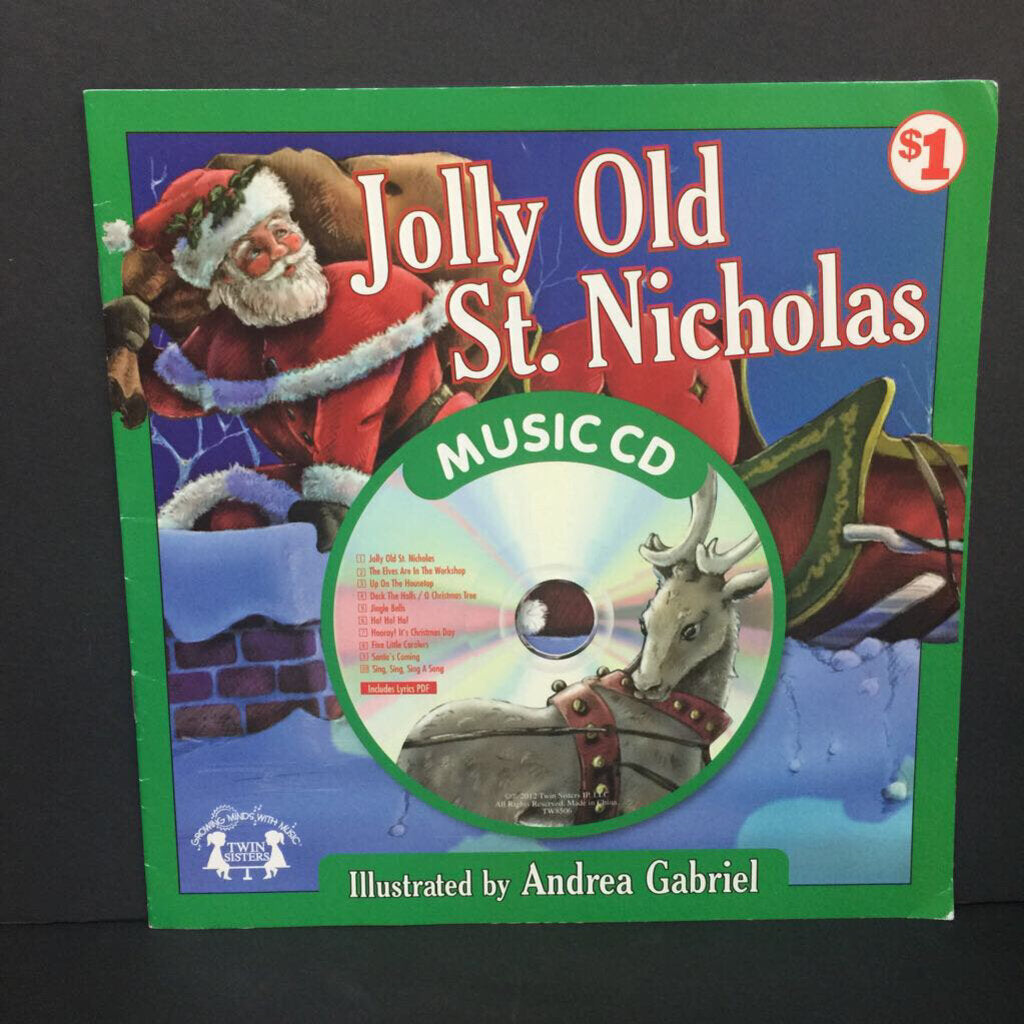 $1
Jolly Old
St. Nicholas
MUSIC CD
1 Jolly Old St. Nicholas
2 The Elves Are In The Workshop
3 Up On The Housetop
4 Deck The Halls / O Christmas Tree
5 Jingle Bells
6 Ho! Ho! Ho!
7 Hooray! It's Christmas Day
8 Five Little Carolers
9 Santa's Coming
10 Sing, Sing, Sing A Song
Includes Lyrics PDF
©℗ 2012 Twin Sisters IP, LLC
All Rights Reserved. Made in China.
TW8506
GROWING MINDS WITH MUSIC
TWIN
SISTERS
Illustrated by Andrea Gabriel